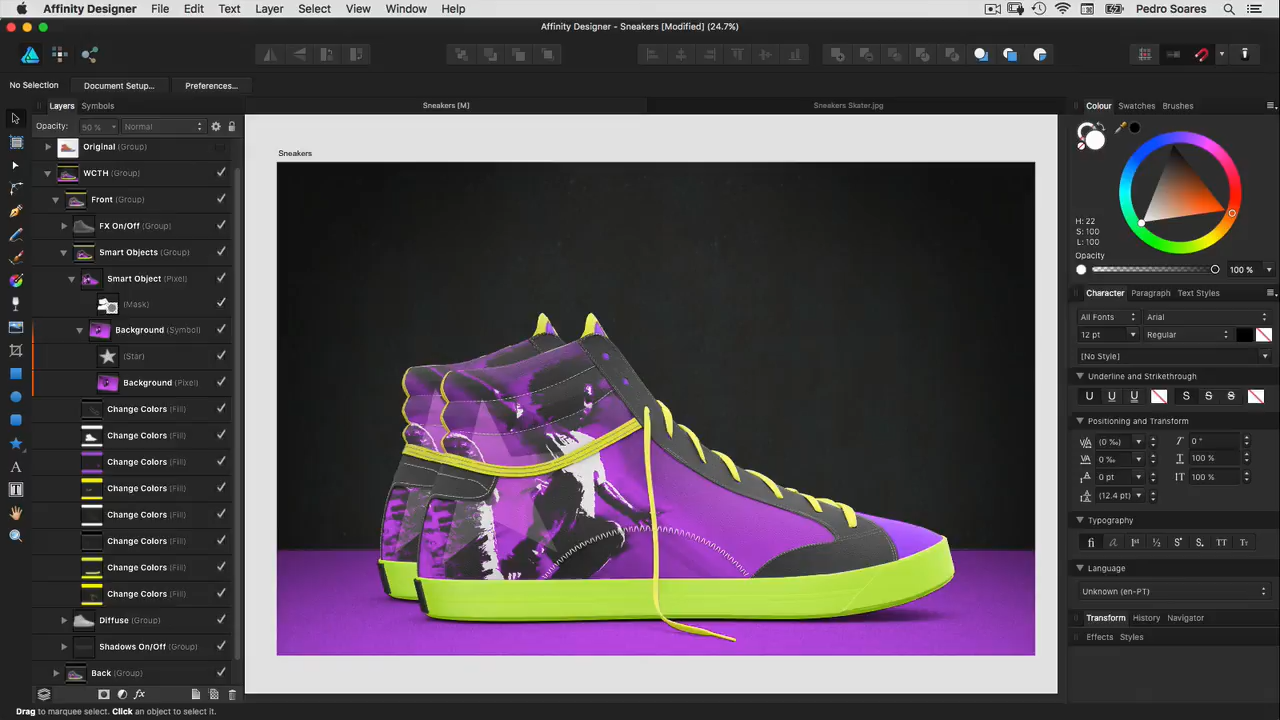 Affinity Designer File Edit Text Layer Select View Window Help Pedro Soares
Affinity Designer - Sneakers [Modified] (24.7%)
No Selection Document Setup... Preferences...
Layers Symbols
Sneakers [M] Sneakers Skater.jpg
Colour Swatches Brushes
Opacity: 90 % Normal
Original (Group)
WCTH (Group)
Front (Group)
FX On/Off (Group)
Smart Objects (Group)
Smart Object (Pixel)
(Mask)
Background (Symbol)
(Star)
Background (Pixel)
Change Colors (Fill)
Change Colors (Fill)
Change Colors (Fill)
Change Colors (Fill)
Change Colors (Fill)
Change Colors (Fill)
Change Colors (Fill)
Change Colors (Fill)
Diffuse (Group)
Shadows On/Off (Group)
Back (Group)
Sneakers
H: 22
S: 100
L: 100
Opacity
100 %
Character Paragraph Text Styles
All Fonts Arial
12 pt Regular
[No Style]
Underline and Strikethrough
U U U S S S
Positioning and Transform
(0 ‰) 0 °
0 ‰ 100 %
0 pt 100 %
(12.4 pt)
Typography
fi a 1st ½ S S TT Tt
Language
Unknown (en-PT)
Transform History Navigator
Effects Styles
Drag to marquee select. Click an object to select it.